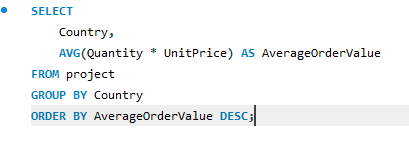 SELECT
Country,
AVG(Quantity * UnitPrice) AS AverageOrderValue
FROM project
GROUP BY Country
ORDER BY AverageOrderValue DESC;